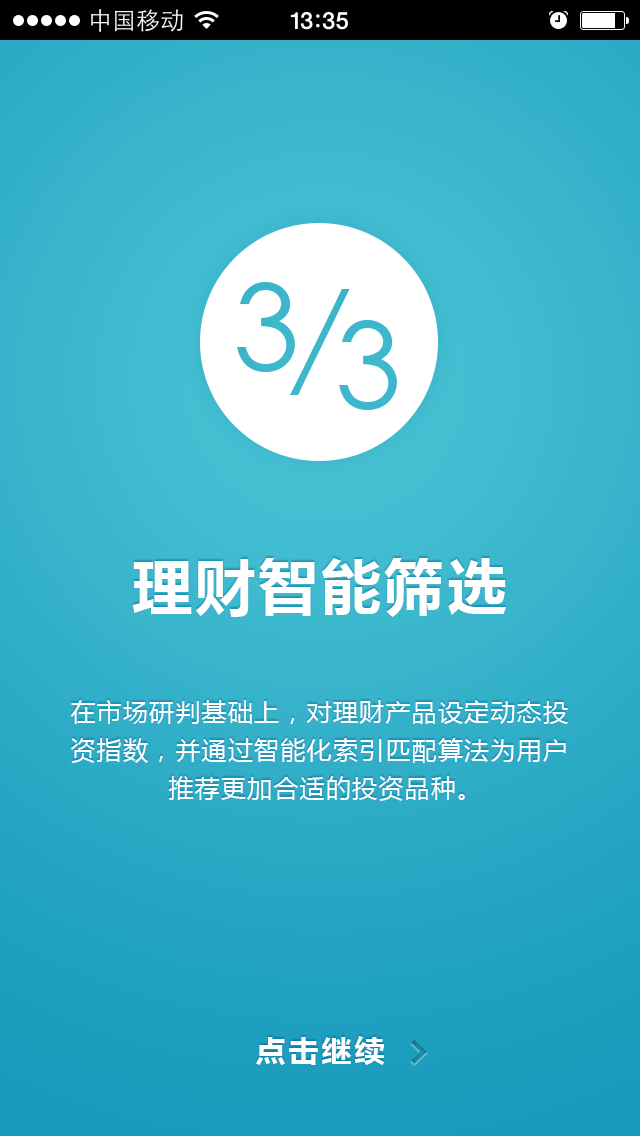 中国移动 13:35
3/3
理财智能筛选
在市场研判基础上，对理财产品设定动态投
资指数，并通过智能化索引匹配算法为用户
推荐更加合适的投资品种。
点击继续